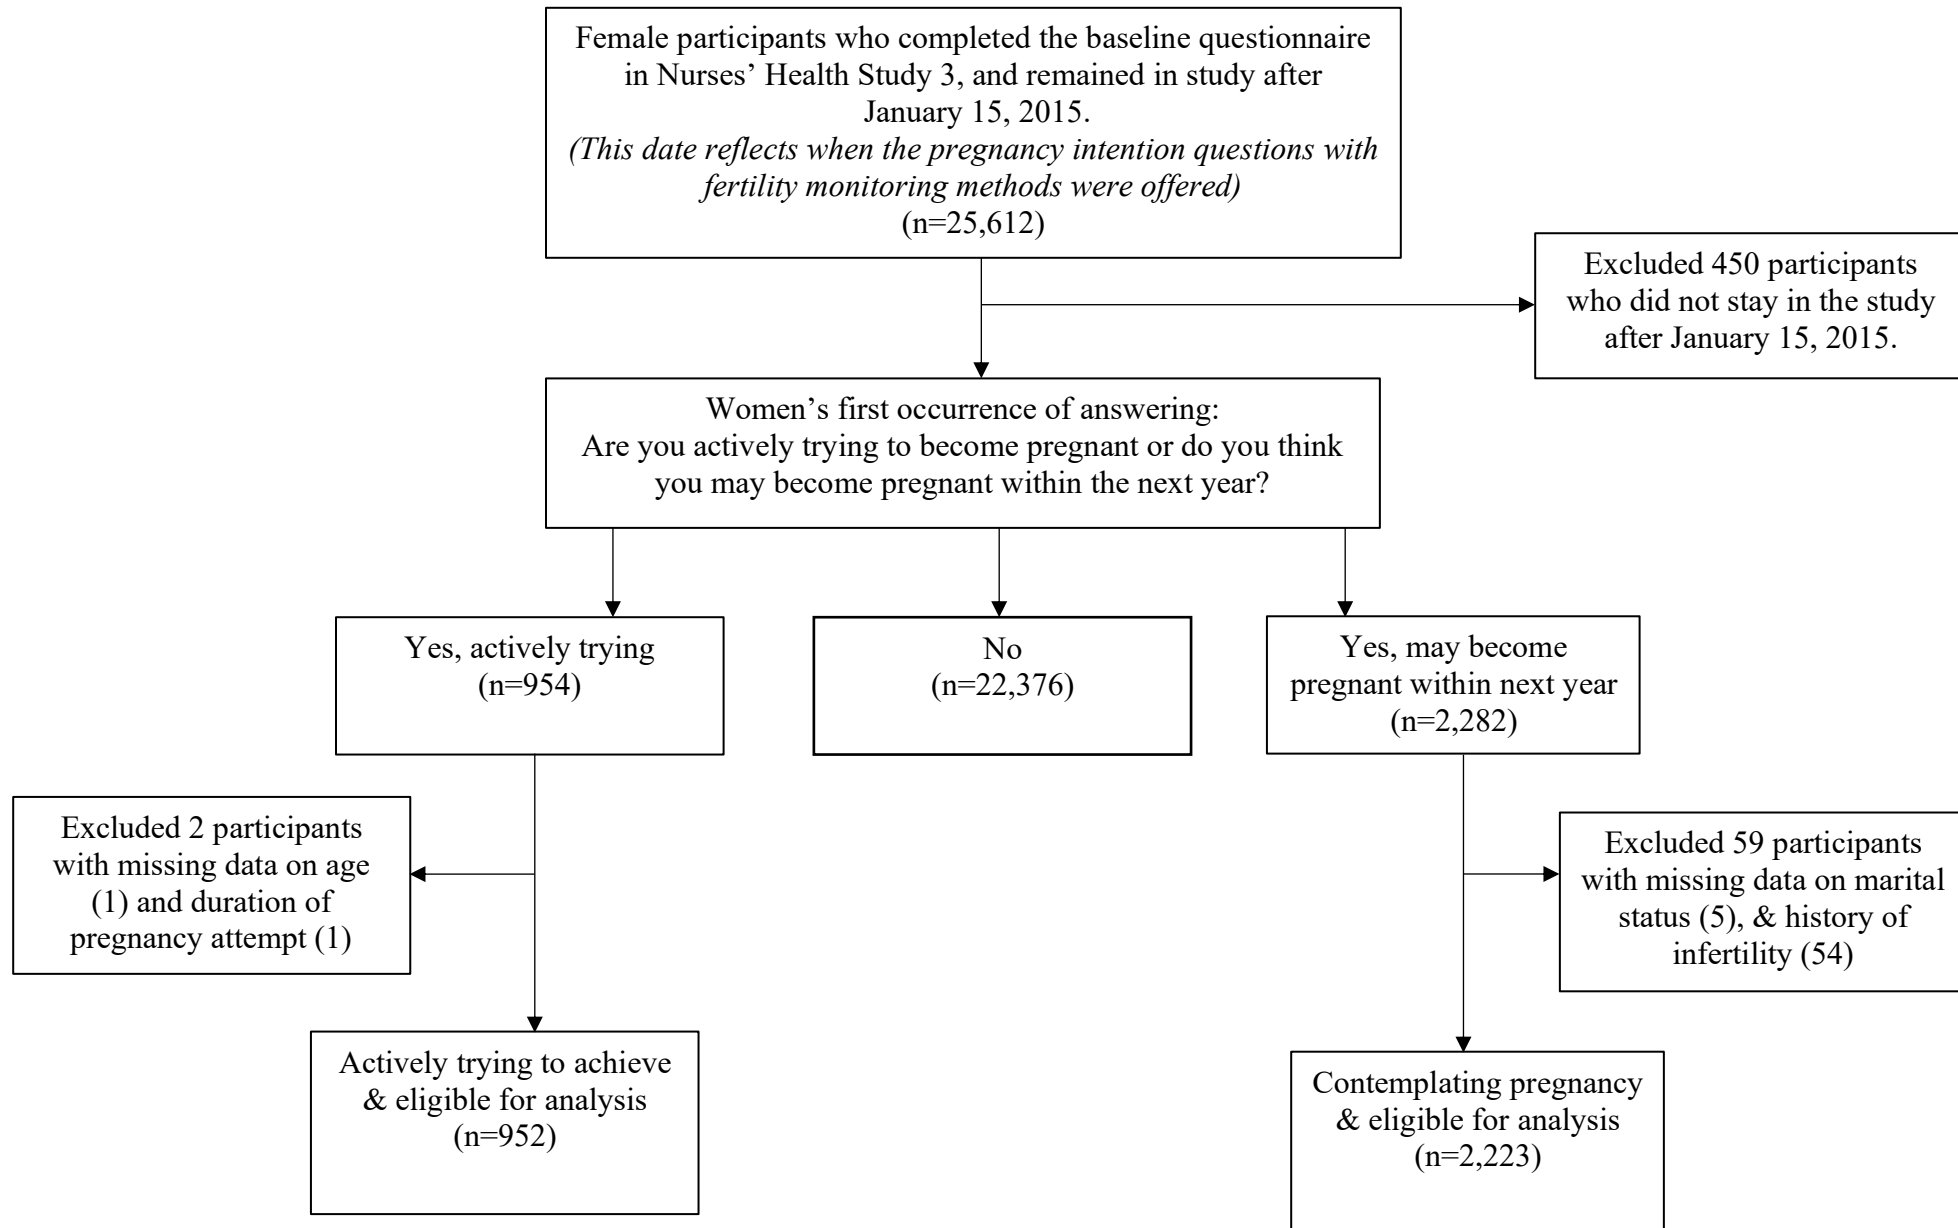 Female participants who completed the baseline questionnaire
in Nurses’ Health Study 3, and remained in study after
January 15, 2015.
(This date reflects when the pregnancy intention questions with
fertility monitoring methods were offered)
(n=25,612)
Excluded 450 participants
who did not stay in the study
after January 15, 2015.
Women’s first occurrence of answering:
Are you actively trying to become pregnant or do you think
you may become pregnant within the next year?
Yes, actively trying
(n=954)
No
(n=22,376)
Yes, may become
pregnant within next year
(n=2,282)
Excluded 2 participants
with missing data on age
(1) and duration of
pregnancy attempt (1)
Excluded 59 participants
with missing data on marital
status (5), & history of
infertility (54)
Actively trying to achieve
& eligible for analysis
(n=952)
Contemplating pregnancy
& eligible for analysis
(n=2,223)